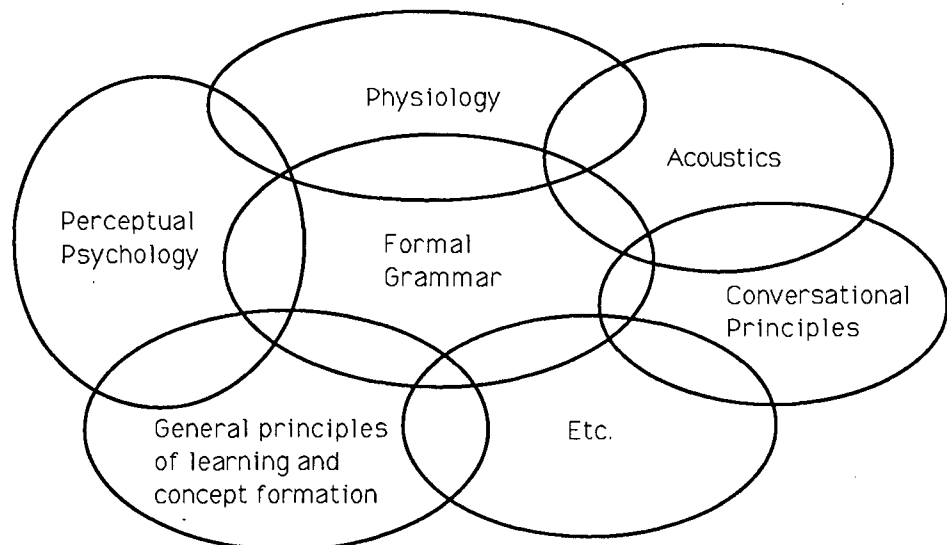 Physiology
Acoustics
Perceptual
Psychology
Formal
Grammar
Conversational
Principles
General principles
of learning and
concept formation
Etc.